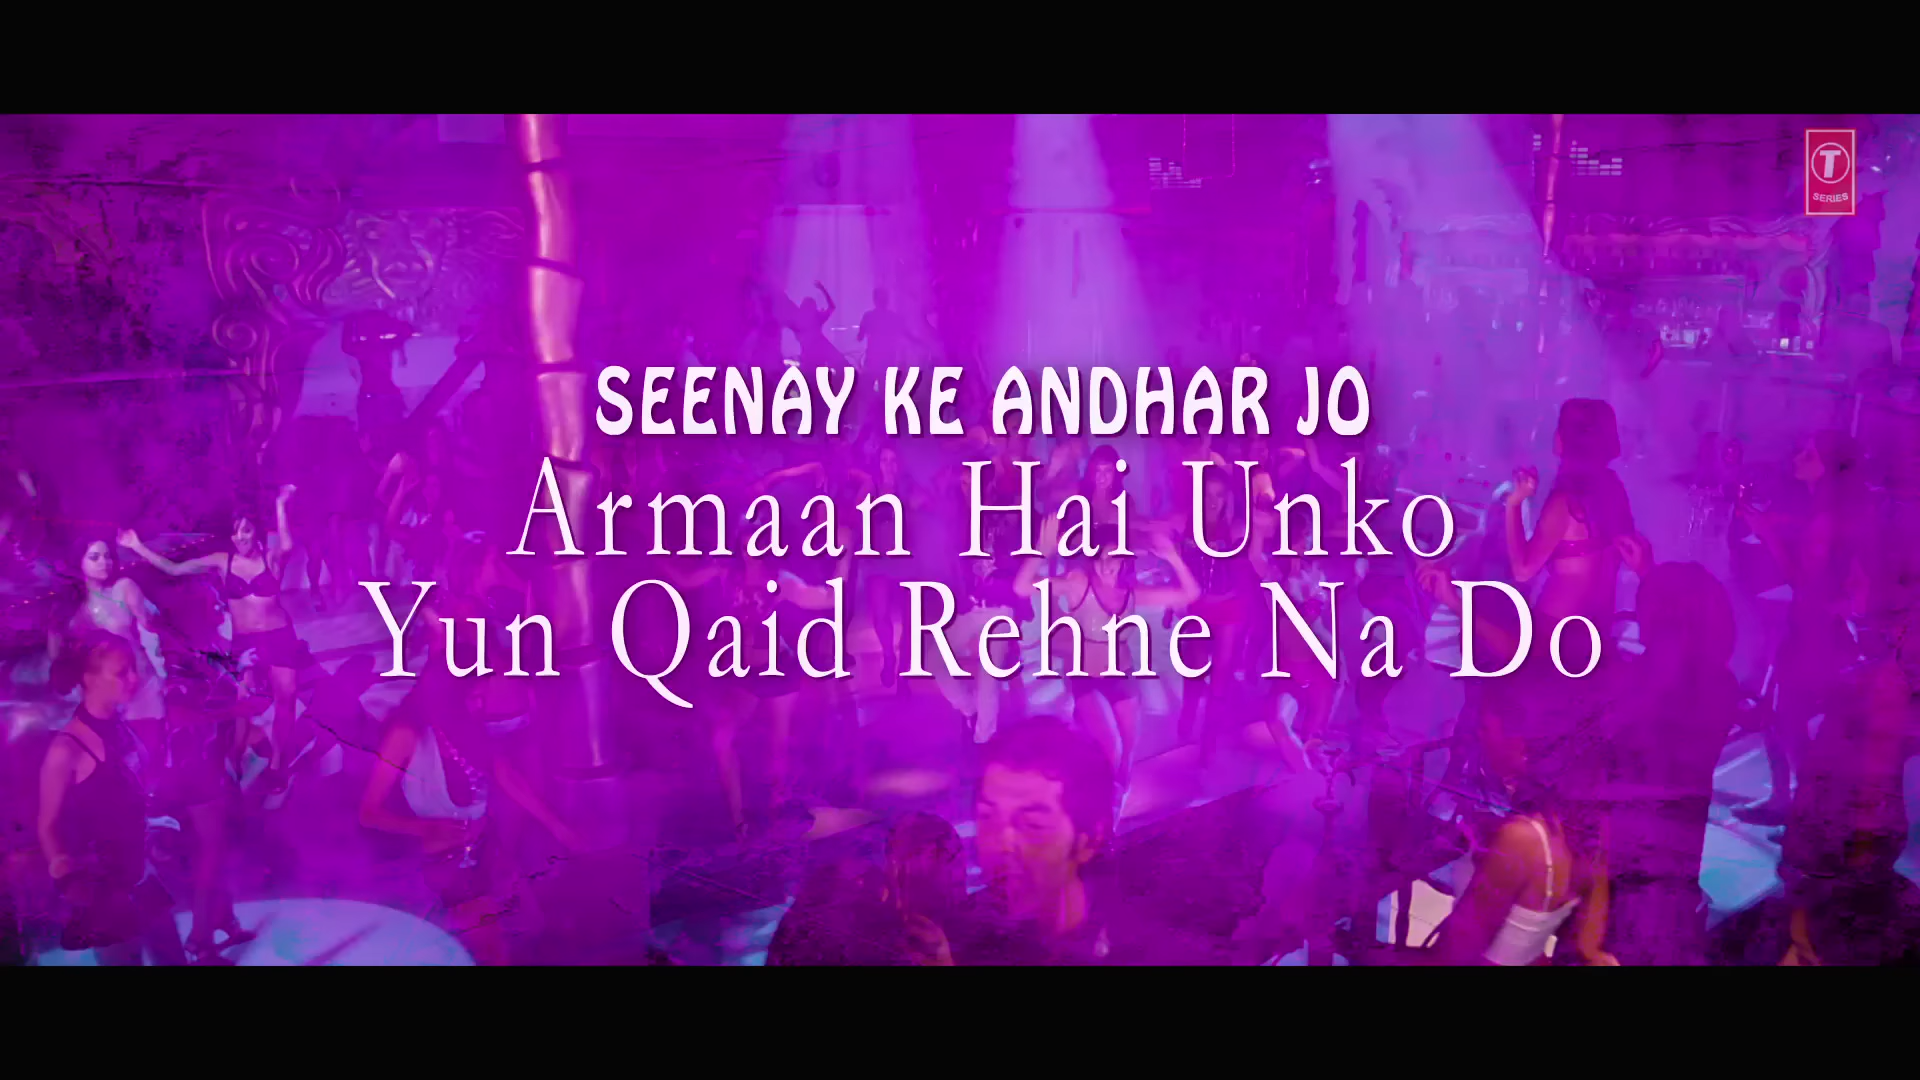 T
SERIES
SEENAY KE ANDHAR JO
Armaan Hai Unko
Yun Qaid Rehne Na Do